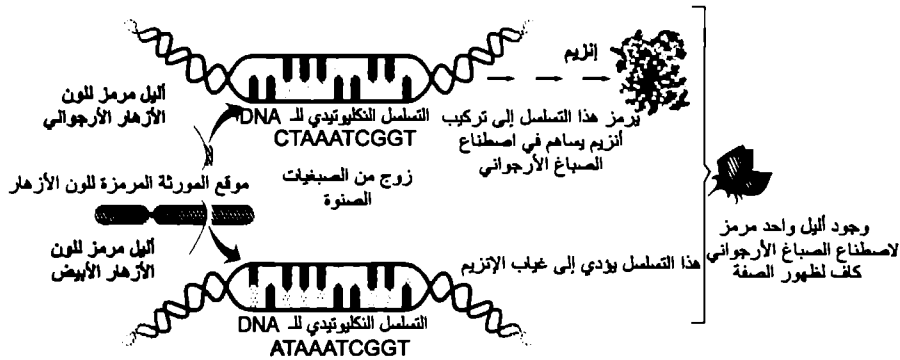 إنزيم
أليل مرمز للون
الأزهار الأرجواني
التسلسل النكليوتيدي للـ DNA
CTAAATCGGT
يرمز هذا التسلسل إلى تركيب
أنزيم يساهم في اصطناع
الصباغ الأرجواني
زوج من الصبغيات
الصنوة
موقع المورثة المرمزة للون الأزهار
أليل مرمز للون
الأزهار الأبيض
هذا التسلسل يؤدي إلى غياب الإنزيم
وجود أليل واحد مرمز
لاصطناع الصباغ الأرجواني
كاف لظهور الصفة
التسلسل النكليوتيدي للـ DNA
ATAAATCGGT